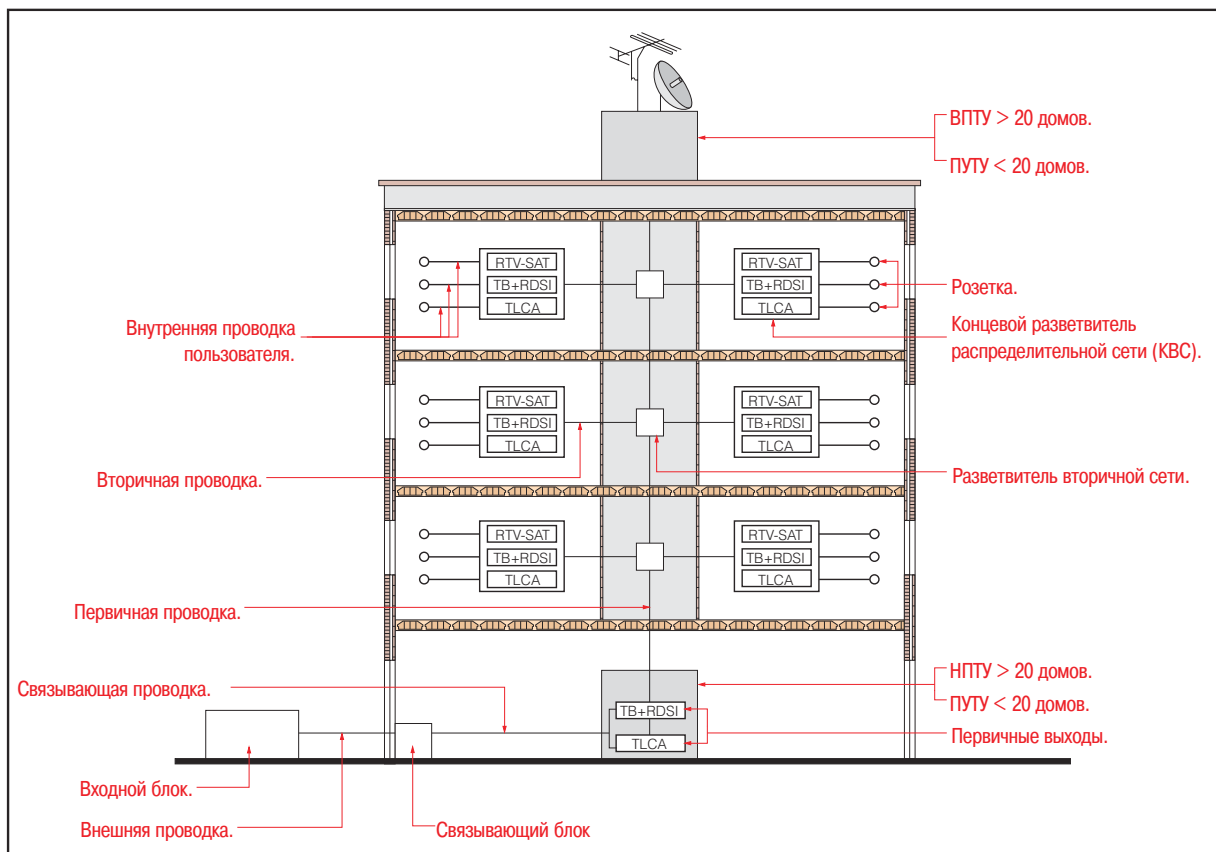 ВПТУ > 20 домов.
ПУТУ < 20 домов.
RTV-SAT
TB+RDSI
TLCA
RTV-SAT
TB+RDSI
TLCA
Розетка.
Внутренняя проводка
пользователя.
Концевой разветвитель
распределительной сети (КВС).
RTV-SAT
TB+RDSI
TLCA
RTV-SAT
TB+RDSI
TLCA
Вторичная проводка.
Разветвитель вторичной сети.
RTV-SAT
TB+RDSI
TLCA
RTV-SAT
TB+RDSI
TLCA
Первичная проводка.
НПТУ > 20 домов.
Связывающая проводка.
ПУТУ < 20 домов.
TB+RDSI
TLCA
Первичные выходы.
Входной блок.
Внешняя проводка.
Связывающий блок